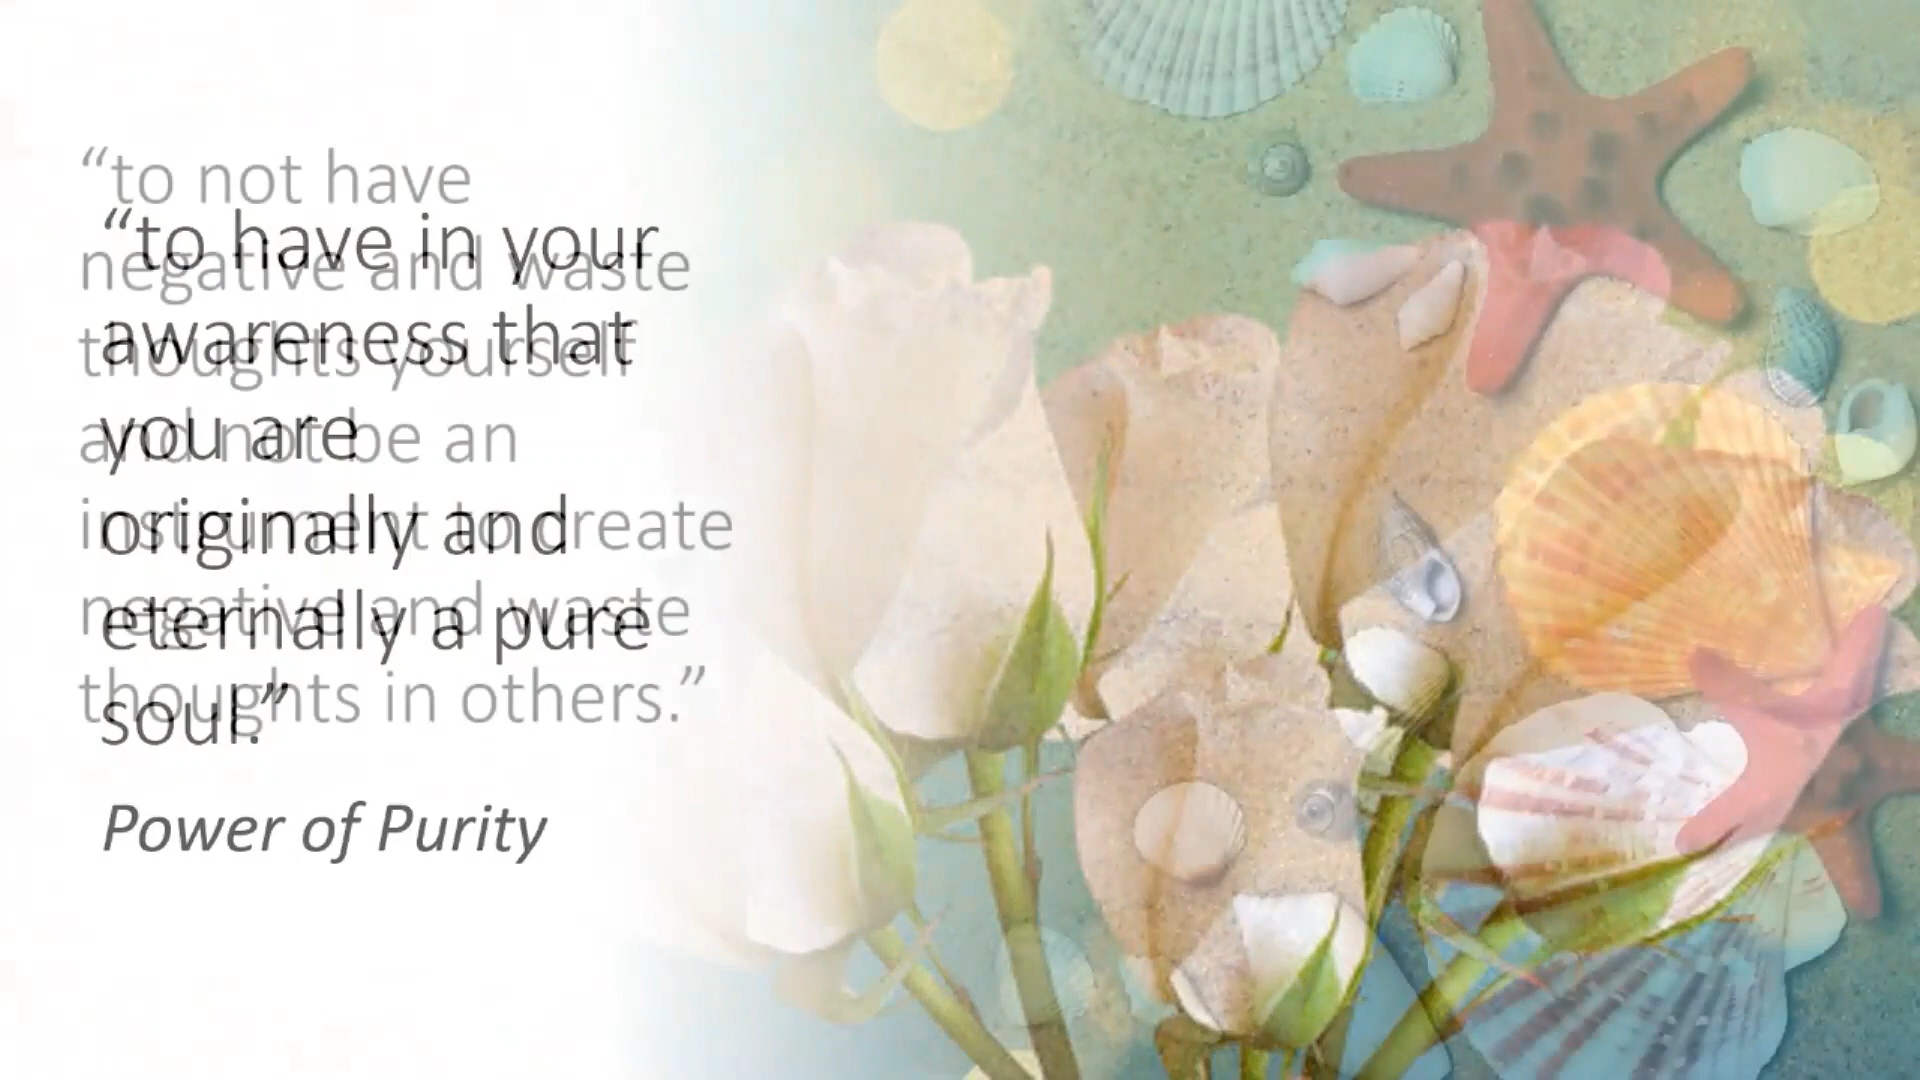 “to not have
negative and waste
thoughts yourself
and not be an
instrument to create
negative and waste
thoughts in others.”
“to have in your
awareness that
you are
originally and
eternally a pure
soul.”
Power of Purity